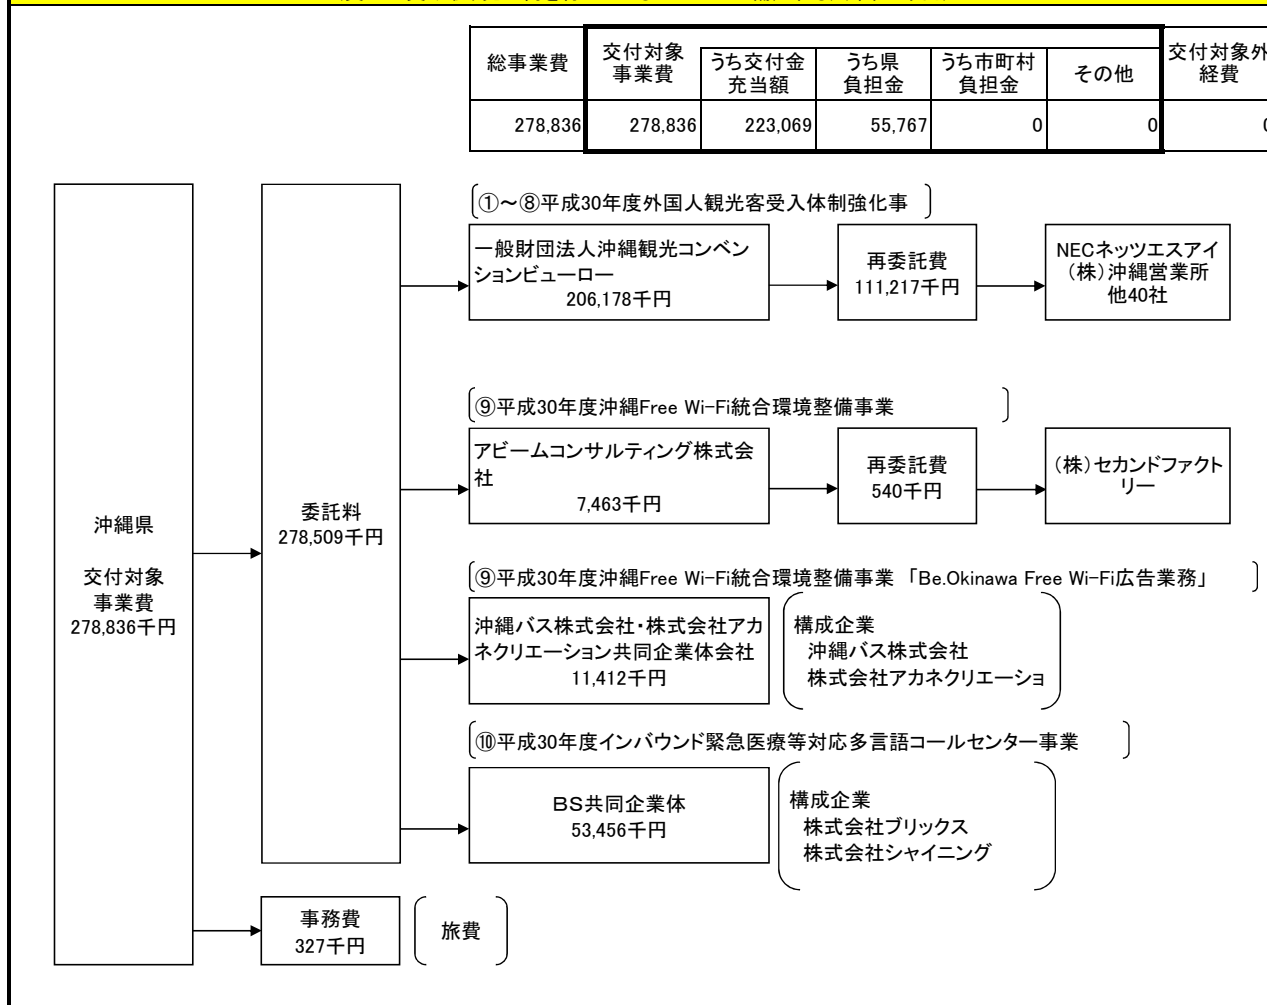 総事業費
交付対象
事業費
うち交付金
充当額
うち県
負担金
うち市町村
負担金
その他
交付対象外
経費
278,836
278,836
223,069
55,767
0
0
0
沖縄県
交付対象
事業費
278,836千円
委託料
278,509千円
①～⑧平成30年度外国人観光客受入体制強化事
一般財団法人沖縄観光コンベン
ションビューロー
206,178千円
再委託費
111,217千円
NECネッツエスアイ
（株）沖縄営業所
他40社
⑨平成30年度沖縄Free Wi-Fi統合環境整備事業
アビームコンサルティング株式会
社
7,463千円
再委託費
540千円
（株）セカンドファクト
リー
⑨平成30年度沖縄Free Wi-Fi統合環境整備事業 「Be.Okinawa Free Wi-Fi広告業務」
沖縄バス株式会社・株式会社アカ
ネクリエーション共同企業体会社
11,412千円
構成企業
沖縄バス株式会社
株式会社アカネクリエーショ
⑩平成30年度インバウンド緊急医療等対応多言語コールセンター事業
ＢＳ共同企業体
53,456千円
構成企業
株式会社ブリックス
株式会社シャイニング
事務費
327千円
旅費